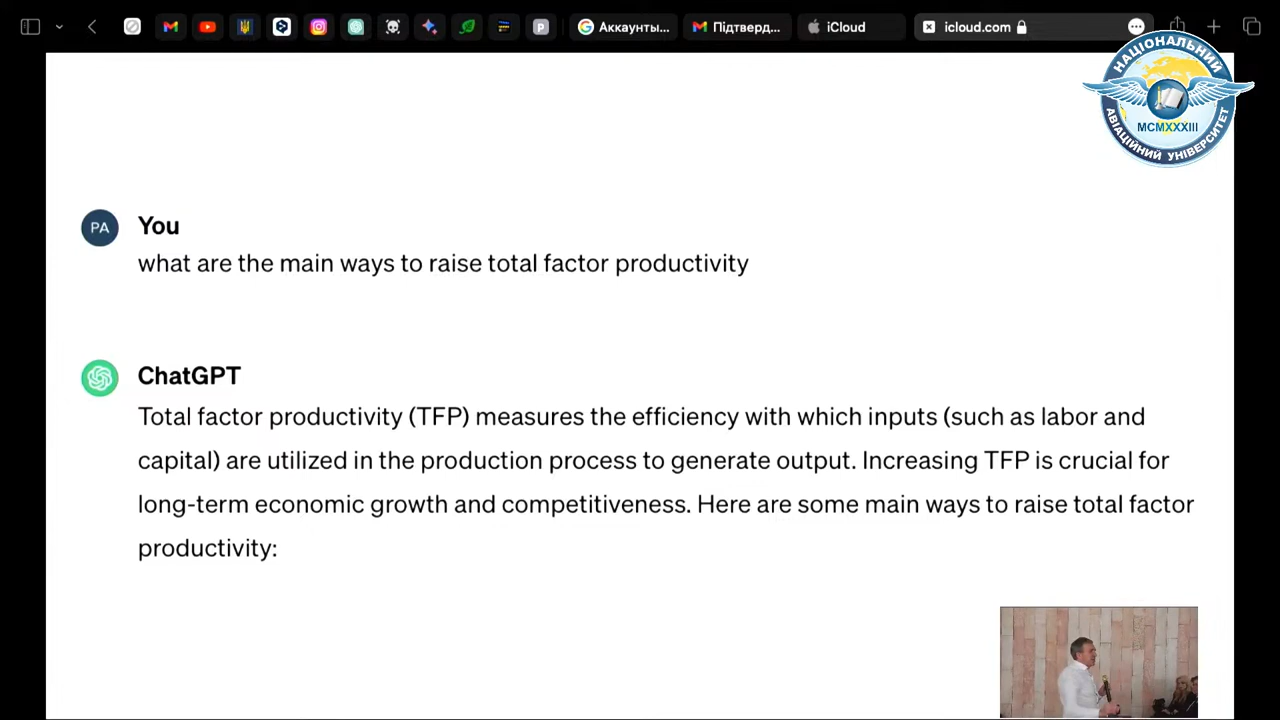 Аккаунты...
Підтверд...
iCloud
icloud.com
НАЦІОНАЛЬНИЙ
MCMXXXIII
АВІАЦІЙНИЙ УНІВЕРСИТЕТ
PA
You
what are the main ways to raise total factor productivity
ChatGPT
Total factor productivity (TFP) measures the efficiency with which inputs (such as labor and
capital) are utilized in the production process to generate output. Increasing TFP is crucial for
long-term economic growth and competitiveness. Here are some main ways to raise total factor
productivity: